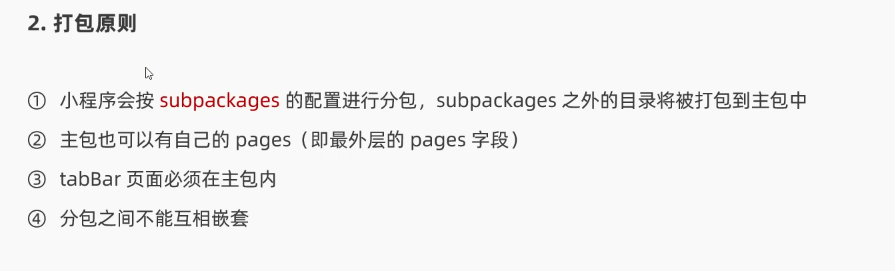 2. 打包原则
① 小程序会按 subpackages 的配置进行分包，subpackages 之外的目录将被打包到主包中
② 主包也可以有自己的 pages（即最外层的 pages 字段）
③ tabBar 页面必须在主包内
④ 分包之间不能互相嵌套